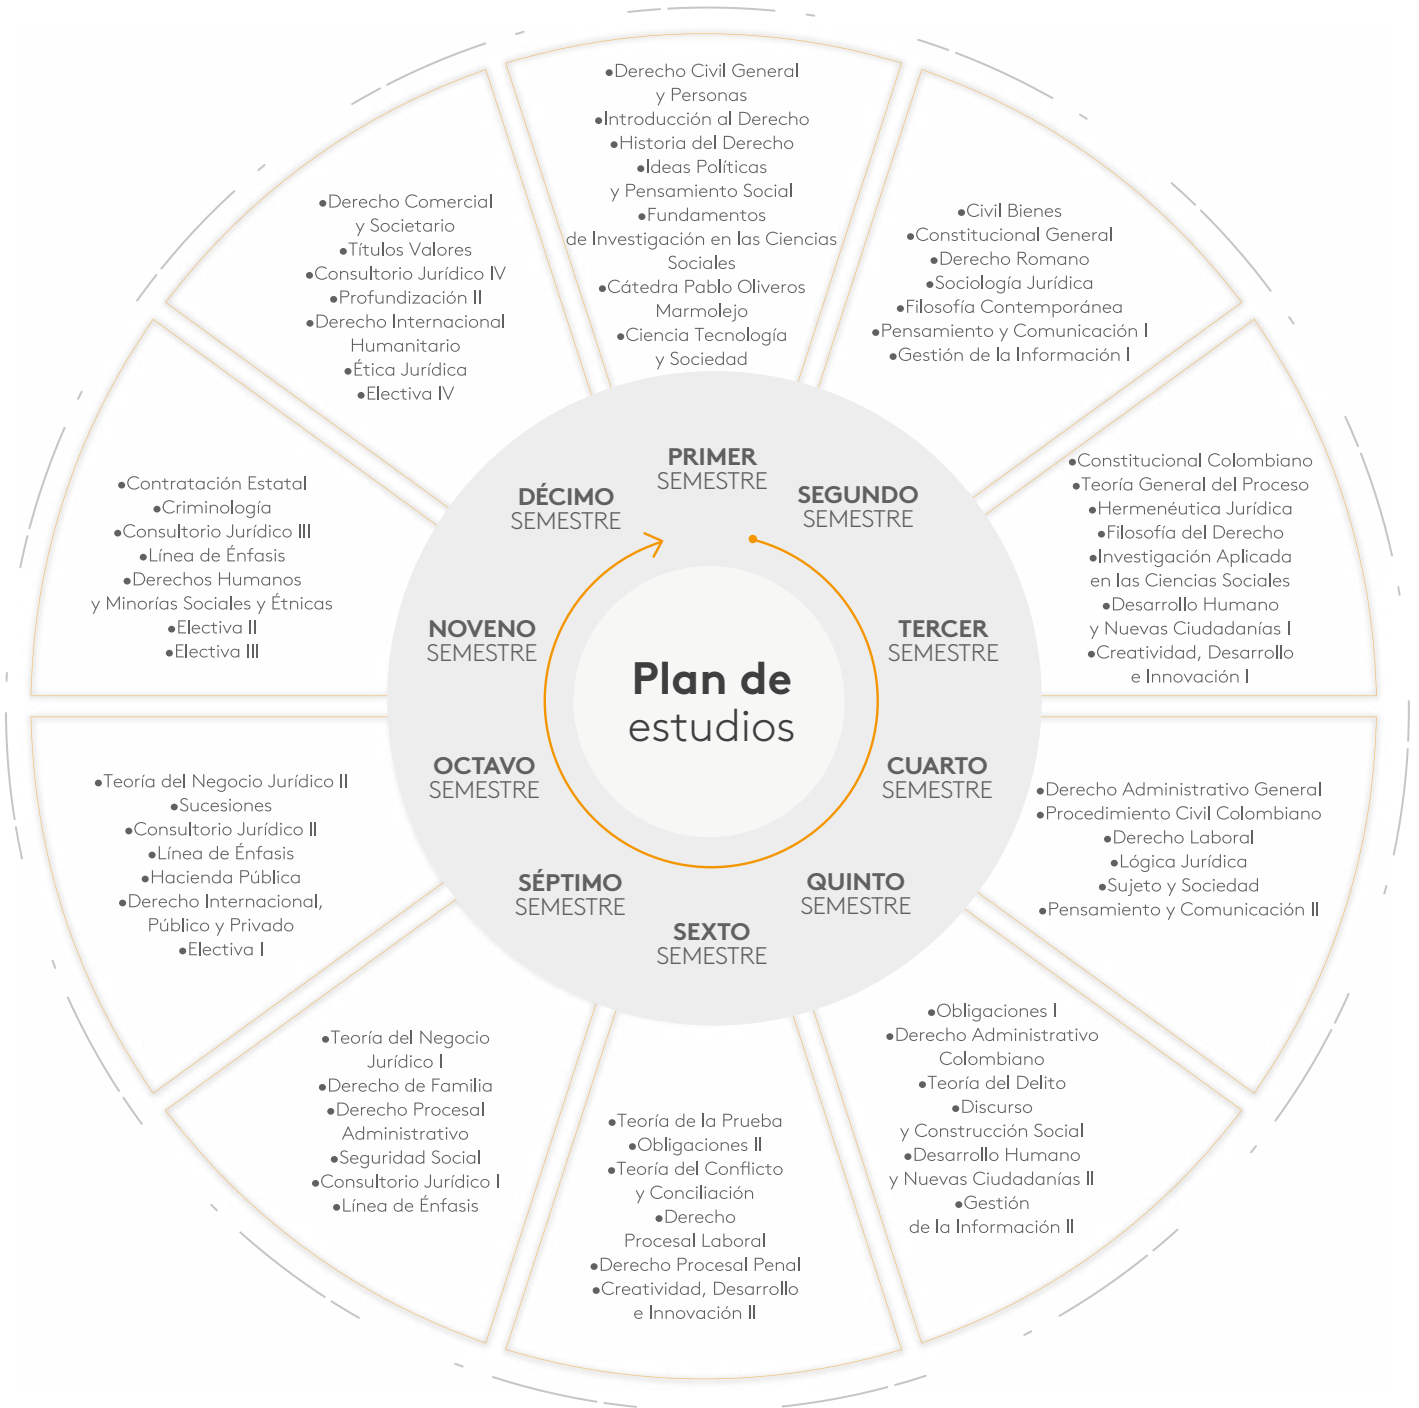 Plan de
estudios
PRIMER
SEMESTRE
•Derecho Civil General
y Personas
•Introducción al Derecho
•Historia del Derecho
•Ideas Políticas
y Pensamiento Social
•Fundamentos
de Investigación en las Ciencias
Sociales
•Cátedra Pablo Oliveros
Marmolejo
•Ciencia Tecnología
y Sociedad
SEGUNDO
SEMESTRE
•Civil Bienes
•Constitucional General
•Derecho Romano
•Sociología Jurídica
•Filosofía Contemporánea
•Pensamiento y Comunicación I
•Gestión de la Información I
TERCER
SEMESTRE
•Constitucional Colombiano
•Teoría General del Proceso
•Hermenéutica Jurídica
•Filosofía del Derecho
•Investigación Aplicada
en las Ciencias Sociales
•Desarrollo Humano
y Nuevas Ciudadanías I
•Creatividad, Desarrollo
e Innovación I
CUARTO
SEMESTRE
•Derecho Administrativo General
•Procedimiento Civil Colombiano
•Derecho Laboral
•Lógica Jurídica
•Sujeto y Sociedad
•Pensamiento y Comunicación II
QUINTO
SEMESTRE
•Obligaciones I
•Derecho Administrativo
Colombiano
•Teoría del Delito
•Discurso
y Construcción Social
•Desarrollo Humano
y Nuevas Ciudadanías II
•Gestión
de la Información II
SEXTO
SEMESTRE
•Teoría de la Prueba
•Obligaciones II
•Teoría del Conflicto
y Conciliación
•Derecho
Procesal Laboral
•Derecho Procesal Penal
•Creatividad, Desarrollo
e Innovación II
SÉPTIMO
SEMESTRE
•Teoría del Negocio
Jurídico I
•Derecho de Familia
•Derecho Procesal
Administrativo
•Seguridad Social
•Consultorio Jurídico I
•Línea de Énfasis
OCTAVO
SEMESTRE
•Teoría del Negocio Jurídico II
•Sucesiones
•Consultorio Jurídico II
•Línea de Énfasis
•Hacienda Pública
•Derecho Internacional,
Público y Privado
•Electiva I
NOVENO
SEMESTRE
•Contratación Estatal
•Criminología
•Consultorio Jurídico III
•Línea de Énfasis
•Derechos Humanos
y Minorías Sociales y Étnicas
•Electiva II
•Electiva III
DÉCIMO
SEMESTRE
•Derecho Comercial
y Societario
•Títulos Valores
•Consultorio Jurídico IV
•Profundización II
•Derecho Internacional
Humanitario
•Ética Jurídica
•Electiva IV